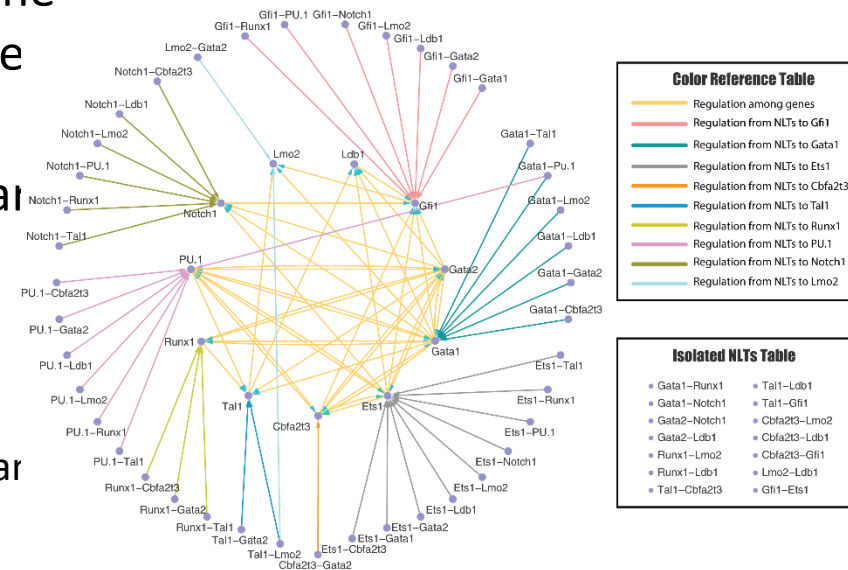 Gfi1−PU.1
Gfi1−Notch1
Gfi1−Runx1
Gfi1−Lmo2
Gfi1−Ldb1
Lmo2−Gata2
Gfi1−Gata2
Notch1−Cbfa2t3
Gfi1−Gata1
Notch1−Ldb1
Notch1−Lmo2
Gata1−Tal1
Lmo2
Ldb1
Notch1−PU.1
Gata1−Pu.1
Notch1−Runx1
Gata1−Lmo2
Notch1
Gfi1
Notch1−Tal1
Gata1−Ldb1
PU.1
Gata2
Gata1−Gata2
PU.1−Cbfa2t3
Gata1−Cbfa2t3
PU.1−Gata2
Runx1
Gata1
PU.1−Ldb1
Ets1−Tal1
PU.1−Lmo2
Tal1
Cbfa2t3
Ets1
Ets1−Runx1
PU.1−Runx1
Ets1−PU.1
PU.1−Tal1
Ets1−Notch1
Runx1−Cbfa2t3
Ets1−Lmo2
Runx1−Gata2
Ets1−Ldb1
Runx1−Tal1
Ets1−Gata2
Tal1−Gata2
Ets1−Gata1
Tal1−Lmo2
Ets1−Cbfa2t3
Cbfa2t3−Gata2
Color Reference Table
Regulation among genes
Regulation from NLTs to Gfi1
Regulation from NLTs to Gata1
Regulation from NLTs to Ets1
Regulation from NLTs to Cbfa2t3
Regulation from NLTs to Tal1
Regulation from NLTs to Runx1
Regulation from NLTs to PU.1
Regulation from NLTs to Notch1
Regulation from NLTs to Lmo2
Isolated NLTs Table
Gata1−Runx1 Tal1−Ldb1
Gata1−Notch1 Tal1−Gfi1
Gata2−Notch1 Cbfa2t3−Lmo2
Gata2−Ldb1 Cbfa2t3−Ldb1
Runx1−Lmo2 Cbfa2t3−Gfi1
Runx1−Ldb1 Lmo2−Ldb1
Tal1−Cbfa2t3 Gfi1−Ets1